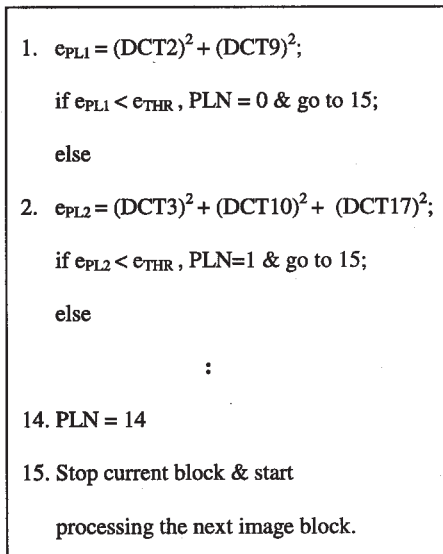 1. e_PL1 = (DCT2)² + (DCT9)²;
if e_PL1 < e_THR , PLN = 0 & go to 15;
else
2. e_PL2 = (DCT3)² + (DCT10)² + (DCT17)²;
if e_PL2 < e_THR , PLN=1 & go to 15;
else
:
14. PLN = 14
15. Stop current block & start
processing the next image block.